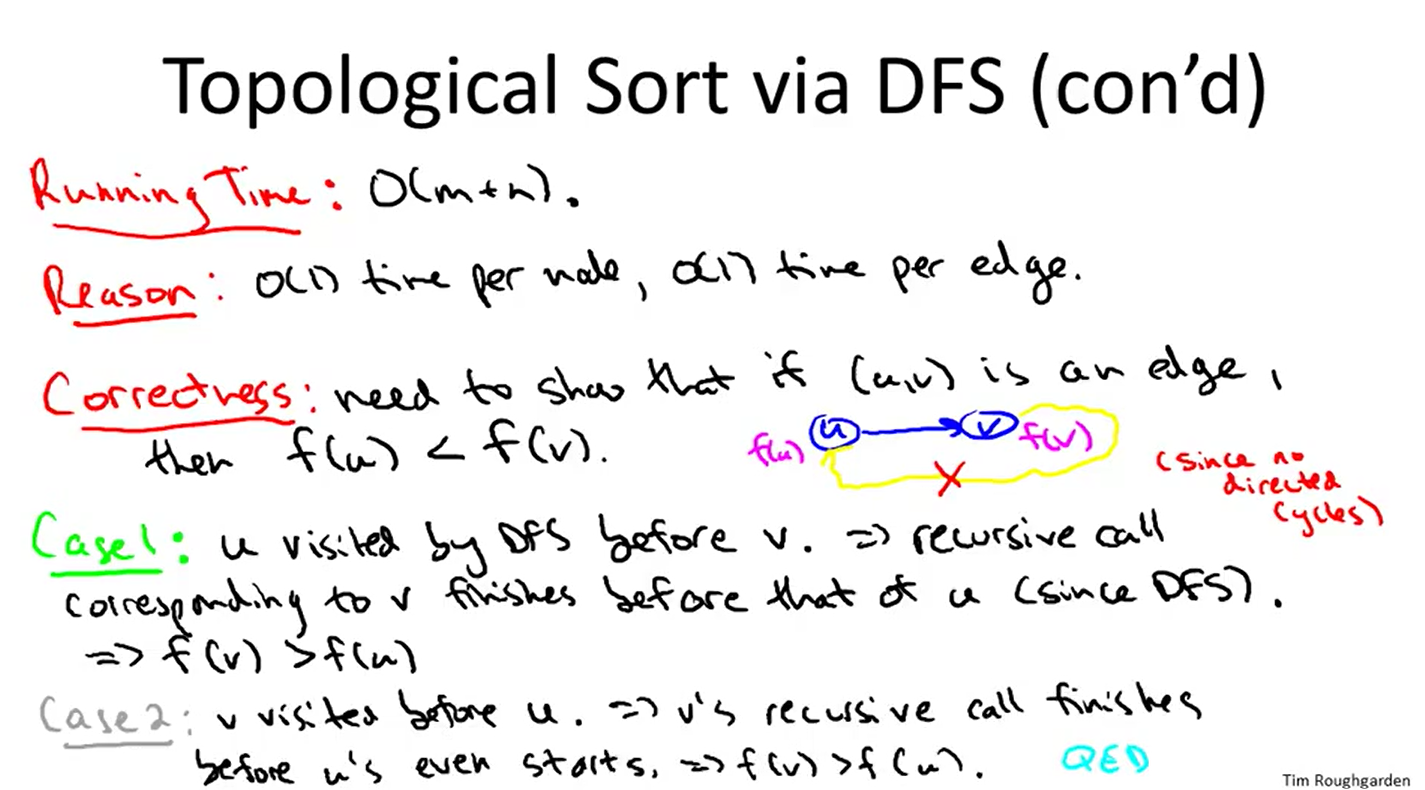 Topological Sort via DFS (con'd)
Running Time: O(m+n).
Reason: O(1) time per node, O(1) time per edge.
Correctness: need to show that if (u,v) is an edge,
then f(u) < f(v).
f(u) u v f(v)
(since no
directed
cycles)
Case 1: u visited by DFS before v. => recursive call
corresponding to v finishes before that of u (since DFS).
=> f(v) > f(u)
Case 2: v visited before u. => v's recursive call finishes
before u's even starts. => f(v) > f(u). QED
Tim Roughgarden